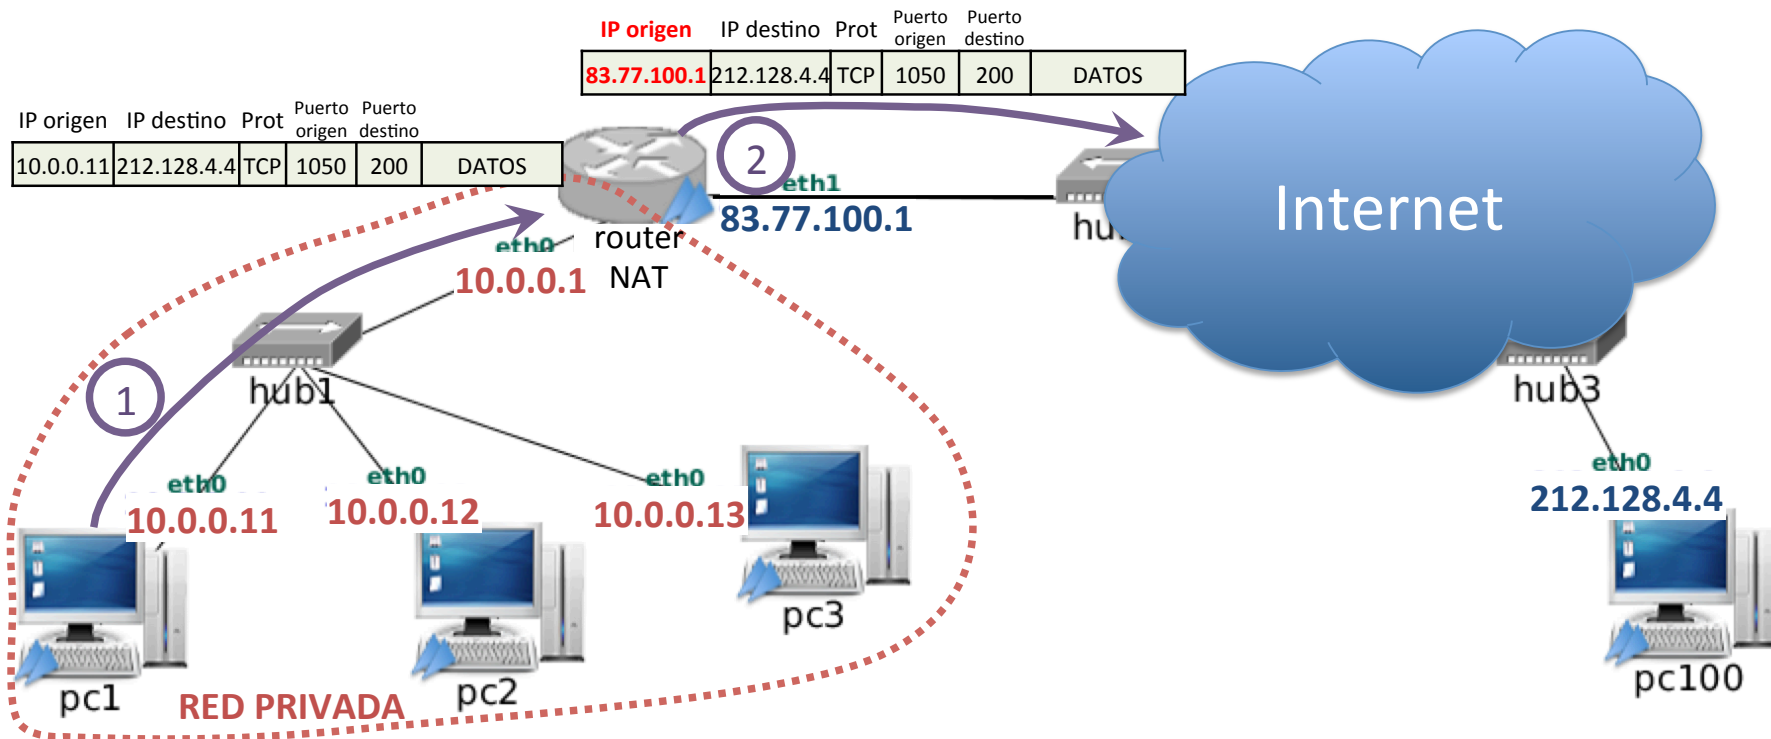 IP origen IP destino Prot Puerto origen Puerto destino
83.77.100.1 212.128.4.4 TCP 1050 200 DATOS
IP origen IP destino Prot Puerto origen Puerto destino
10.0.0.11 212.128.4.4 TCP 1050 200 DATOS
2
eth1
83.77.100.1
hu
Internet
router
NAT
eth0
10.0.0.1
1
hub1
hub3
eth0
10.0.0.11
eth0
10.0.0.12
eth0
10.0.0.13
eth0
212.128.4.4
pc1
pc2
pc3
pc100
RED PRIVADA